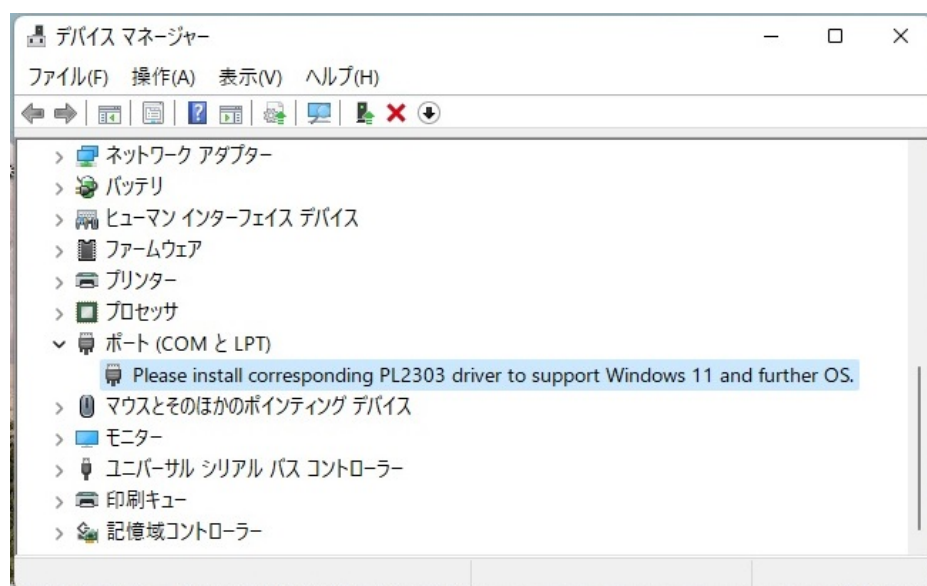 デバイス マネージャー
ファイル(F) 操作(A) 表示(V) ヘルプ(H)
ネットワーク アダプター
バッテリ
ヒューマン インターフェイス デバイス
ファームウェア
プリンター
プロセッサ
ポート (COM と LPT)
Please install corresponding PL2303 driver to support Windows 11 and further OS.
マウスとそのほかのポインティング デバイス
モニター
ユニバーサル シリアル バス コントローラー
印刷キュー
記憶域コントローラー